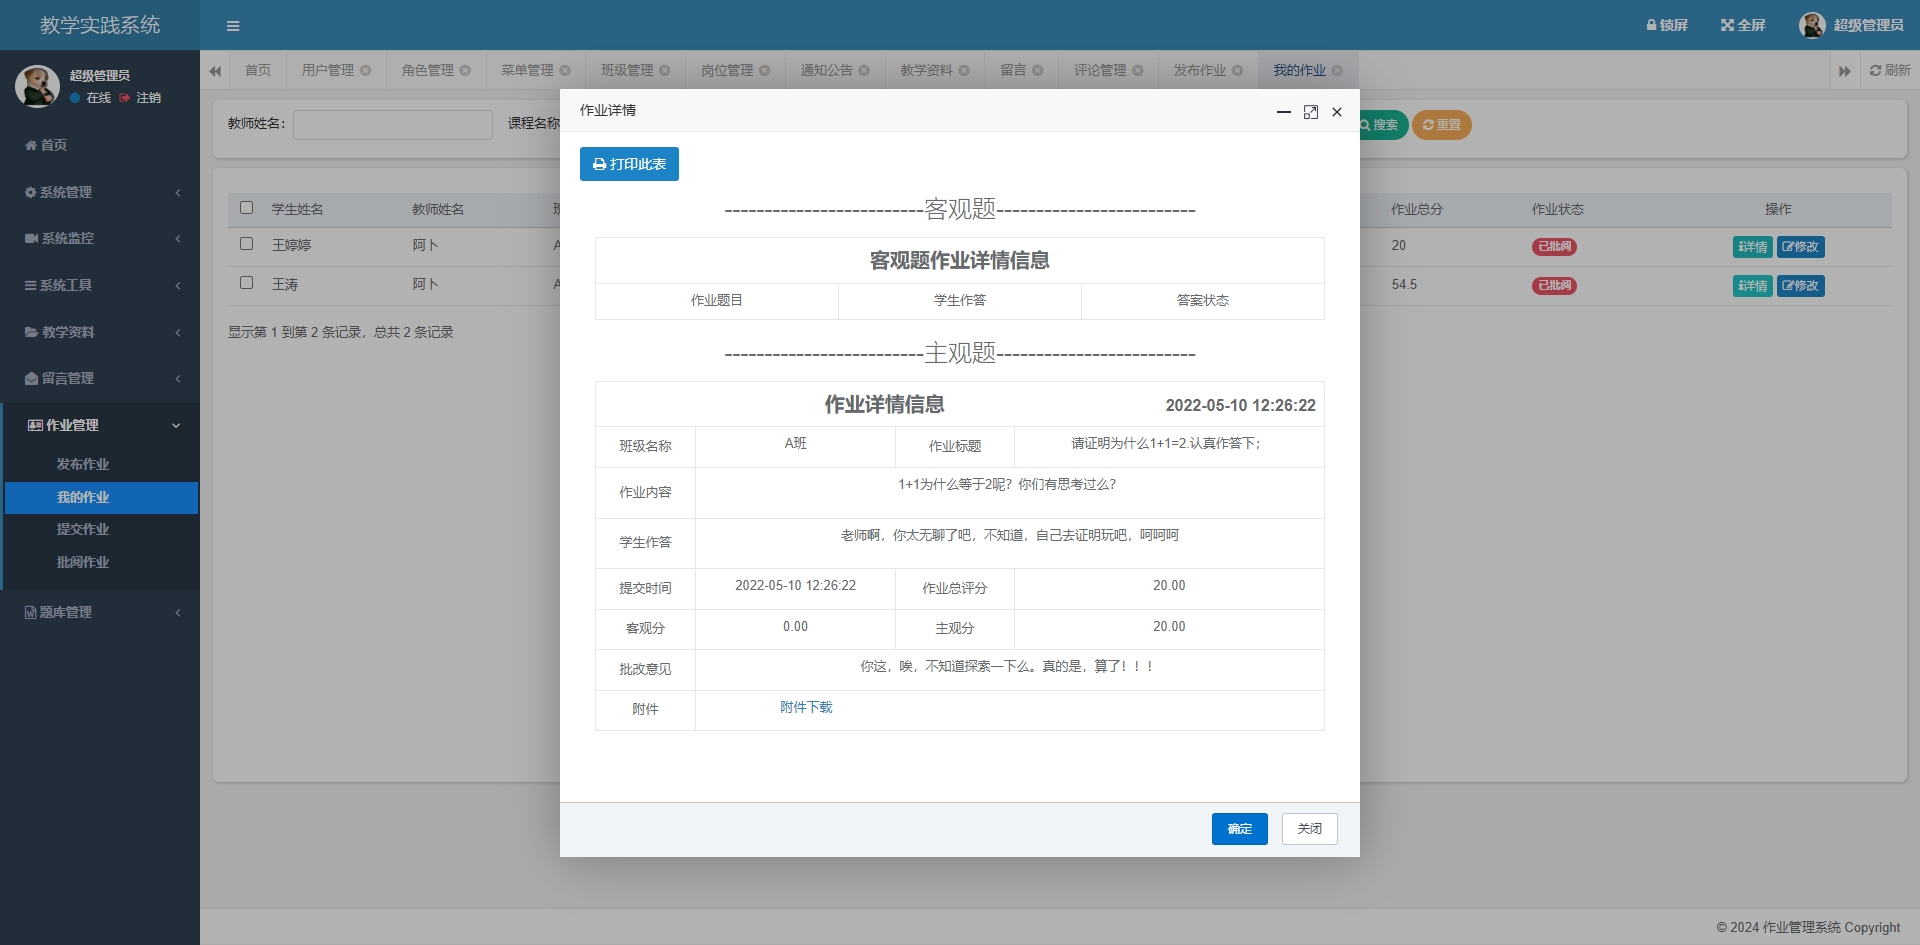 教学实践系统
锁屏 全屏 超级管理员
超级管理员
在线 注销
首页 用户管理 角色管理 菜单管理 班级管理 岗位管理 通知公告 教学资料 留言 评论管理 发布作业 我的作业 刷新
首页
系统管理
系统监控
系统工具
教学资料
留言管理
作业管理
发布作业
我的作业
提交作业
批阅作业
题库管理
教师姓名： 课程名称 搜索 重置
学生姓名 教师姓名 作业总分 作业状态 操作
王婷婷 阿卜 A 20 已批阅 详情 修改
王涛 阿卜 A 54.5 已批阅 详情 修改
显示第 1 到第 2 条记录，总共 2 条记录
作业详情
打印此表
-------------------------客观题-------------------------
客观题作业详情信息
作业题目 学生作答 答案状态
-------------------------主观题-------------------------
作业详情信息 2022-05-10 12:26:22
班级名称 A班 作业标题 请证明为什么1+1=2.认真作答下；
作业内容 1+1为什么等于2呢？你们有思考过么？
学生作答 老师啊，你太无聊了吧，不知道，自己去证明玩吧，呵呵呵
提交时间 2022-05-10 12:26:22 作业总评分 20.00
客观分 0.00 主观分 20.00
批改意见 你这，唉，不知道探索一下么。真的是，算了！！！
附件 附件下载
确定 关闭
© 2024 作业管理系统 Copyright